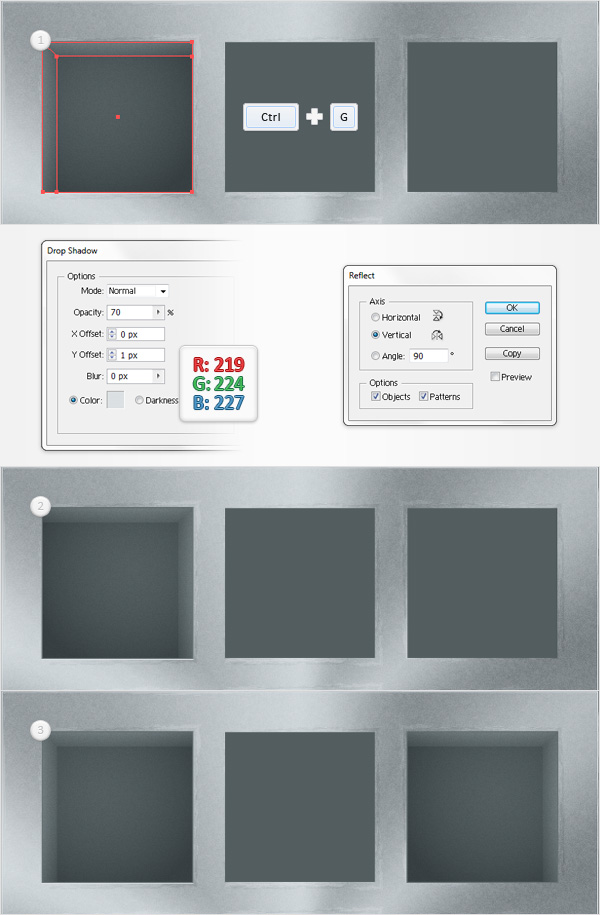 1
Ctrl + G
Drop Shadow
Options
Mode: Normal
Opacity: 70 %
X Offset: 0 px
Y Offset: 1 px
Blur: 0 px
Color: Darkness
R: 219
G: 224
B: 227
Reflect
Axis
Horizontal
Vertical
Angle: 90 °
Options
Objects Patterns
OK
Cancel
Copy
Preview
2
3